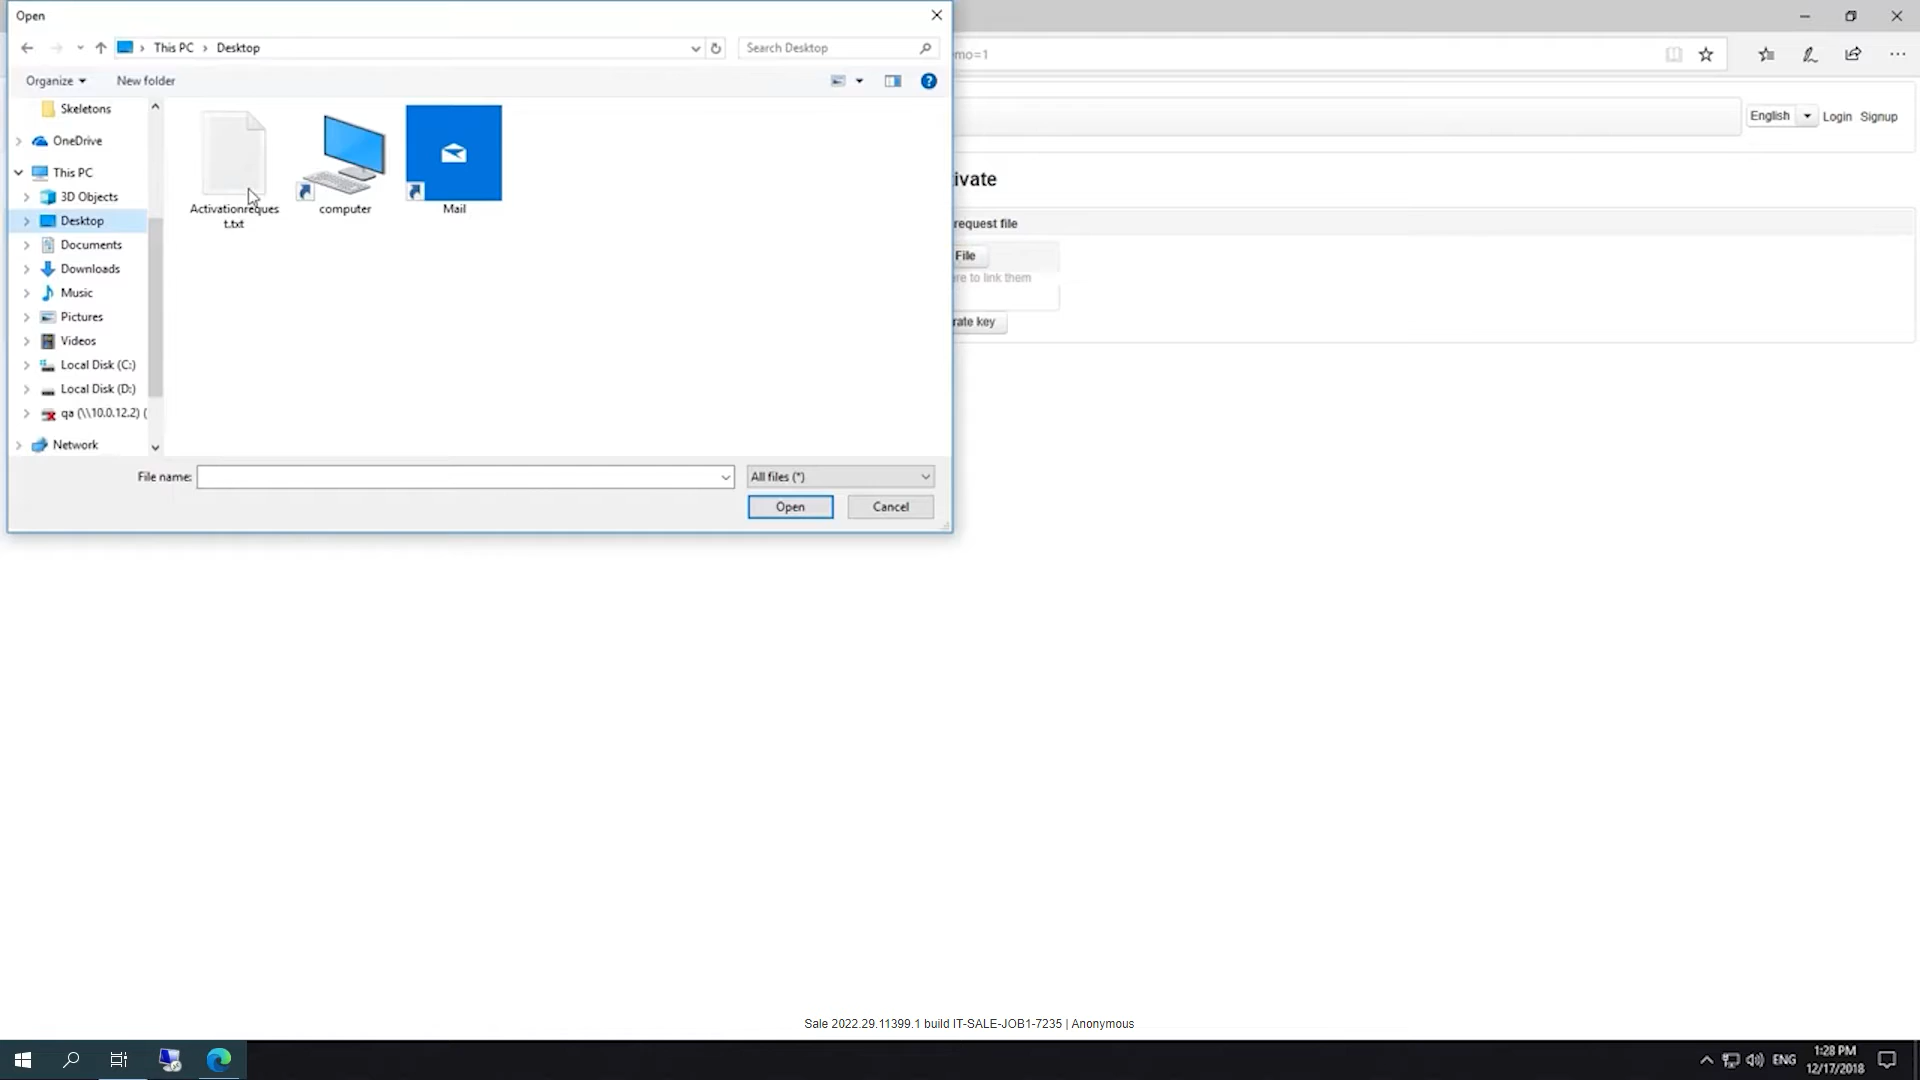 Open
This PC
Desktop
Search Desktop
Organize
New folder
Skeletons
OneDrive
This PC
3D Objects
Desktop
Documents
Downloads
Music
Pictures
Videos
Local Disk (C:)
Local Disk (D:)
qa (\\10.0.12.2) (
Network
Activationreques
t.txt
computer
Mail
File name:
All files (*)
Open
Cancel
mo=1
English
Login
Signup
ivate
request file
File
ere to link them
rate key
Sale 2022.29.11399.1 build IT-SALE-JOB1-7235 | Anonymous
ENG
1:28 PM
12/17/2018